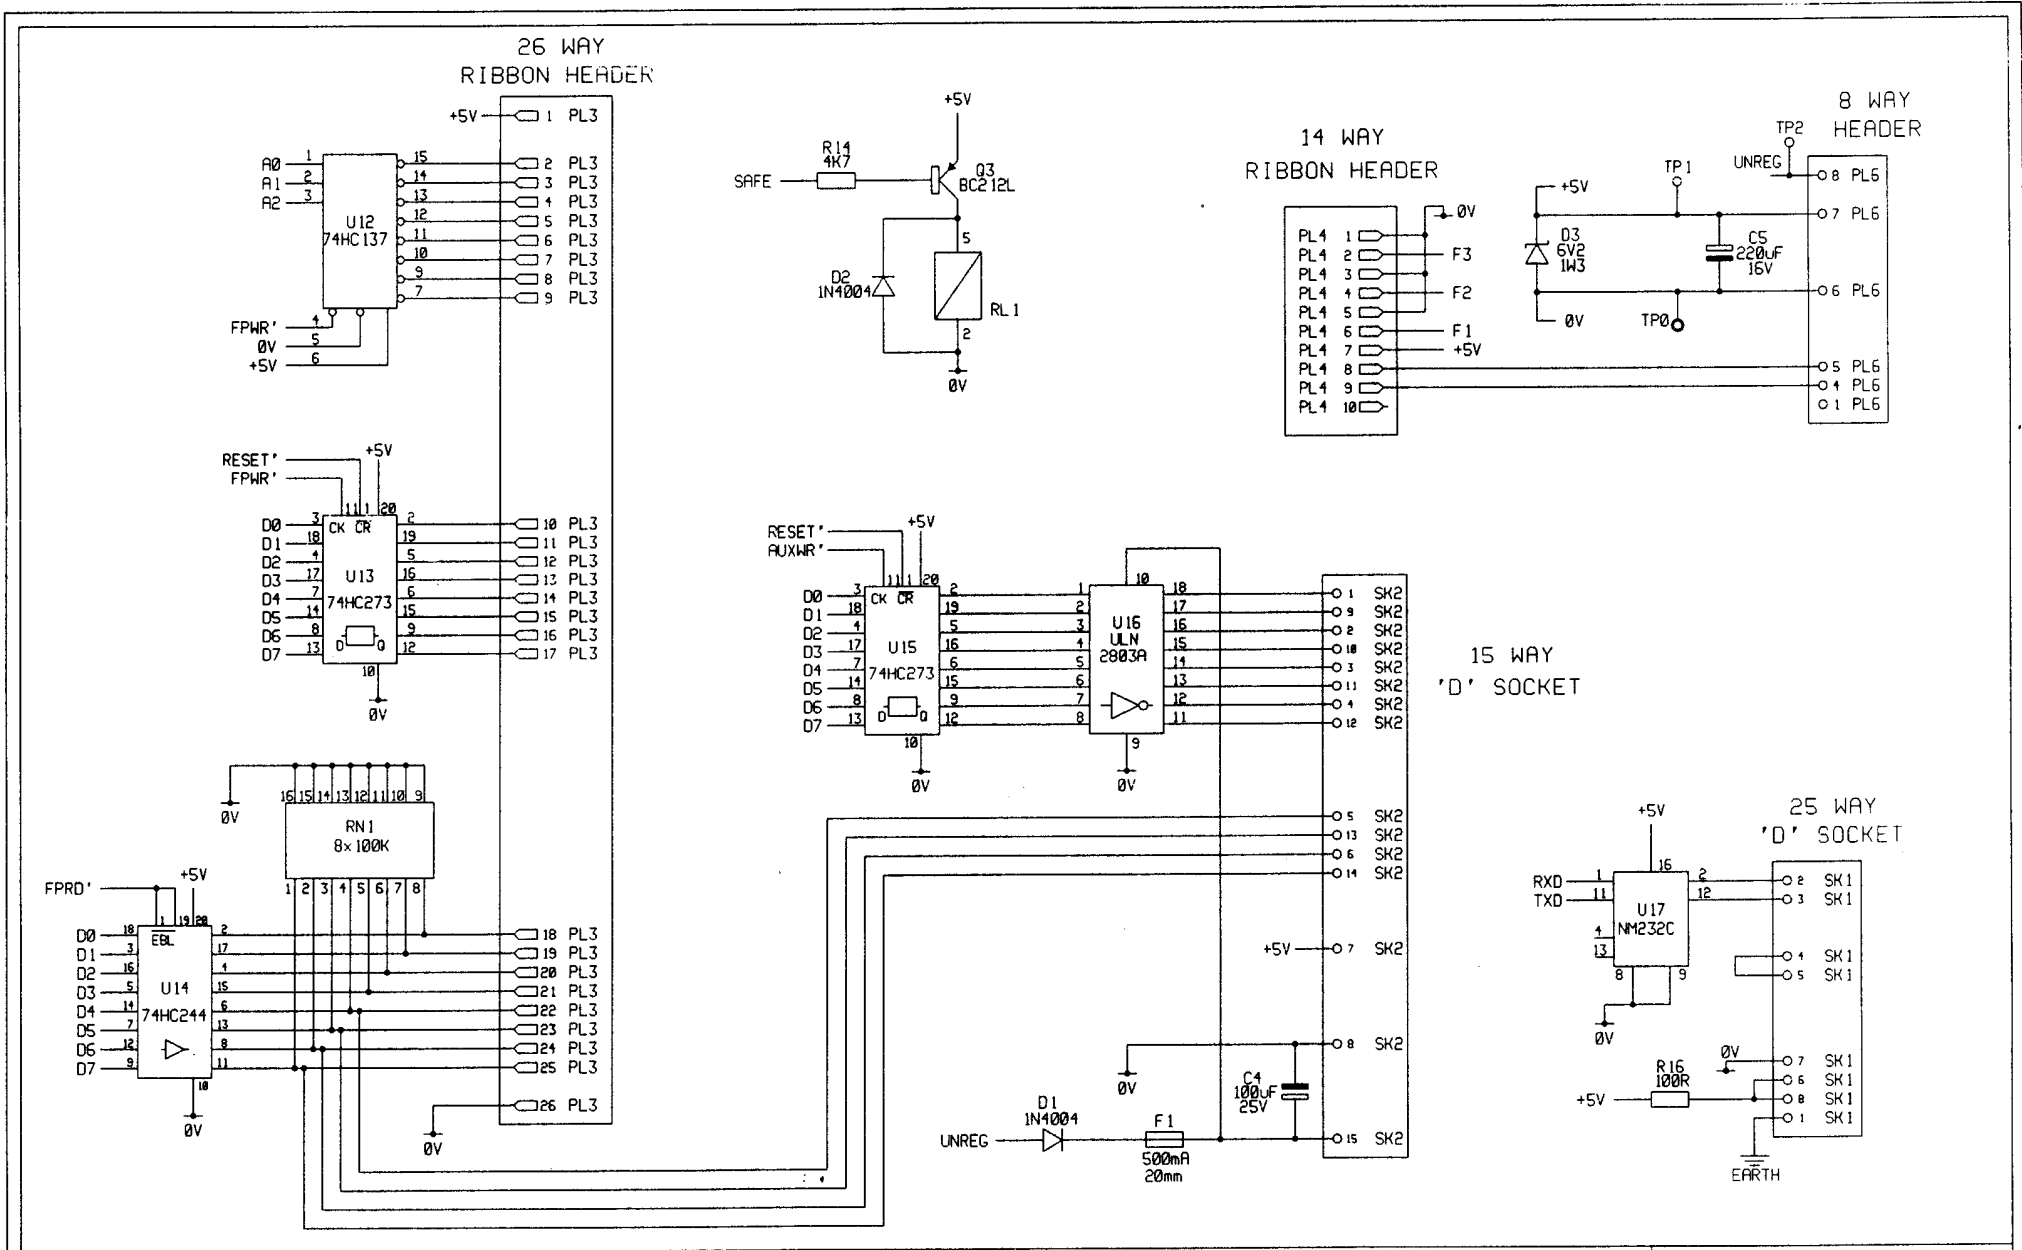 26 WAY
RIBBON HEADER
+5V 1 PL3
A0 1 15 2 PL3
A1 2 14 3 PL3
A2 3 13 4 PL3
12 5 PL3
U12
74HC137
11 6 PL3
10 7 PL3
9 8 PL3
7 9 PL3
FPWR' 4
0V 5
+5V 6
RESET'
FPWR'
+5V
11 1 20
CK CR
D0 3 2 10 PL3
D1 18 19 11 PL3
D2 4 5 12 PL3
D3 17 16 13 PL3
D4 7 6 14 PL3
D5 14 15 15 PL3
D6 8 9 16 PL3
D7 13 12 17 PL3
U13
74HC273
D Q
10
0V
0V
16 15 14 13 12 11 10 9
RN1
8x100K
1 2 3 4 5 6 7 8
FPRD'
+5V
1 19 20
EBL
D0 18 2 18 PL3
D1 3 17 19 PL3
D2 16 4 20 PL3
D3 5 15 21 PL3
D4 14 6 22 PL3
D5 7 13 23 PL3
D6 12 8 24 PL3
D7 9 11 25 PL3
U14
74HC244
10
0V
26 PL3
0V
+5V
R14
4K7
SAFE
Q3
BC212L
5
D2
1N4004
RL1
2
0V
14 WAY
RIBBON HEADER
PL4 1 0V
PL4 2 F3
PL4 3
PL4 4 F2
PL4 5
PL4 6 F1
PL4 7 +5V
PL4 8
PL4 9
PL4 10
8 WAY
HEADER
TP2
UNREG 8 PL6
TP1
+5V
7 PL6
D3
6V2
1W3
C5
220uF
16V
6 PL6
0V
TP0
5 PL6
4 PL6
1 PL6
RESET'
AUXWR'
+5V
11 1 20
CK CR
D0 3 2
D1 18 19
D2 4 5
D3 17 16
D4 7 6
D5 14 15
D6 8 9
D7 13 12
U15
74HC273
D Q
10
0V
10
U16
ULN
2803A
1 18 1 SK2
2 17 9 SK2
3 16 2 SK2
4 15 10 SK2
5 14 3 SK2
6 13 11 SK2
7 12 4 SK2
8 11 12 SK2
9
0V
15 WAY
'D' SOCKET
5 SK2
13 SK2
6 SK2
14 SK2
+5V 7 SK2
8 SK2
0V
C4
100uF
25V
UNREG
D1
1N4004
F1
500mA
20mm
15 SK2
25 WAY
'D' SOCKET
+5V
16
RXD 1 2 2 SK1
TXD 11 12 3 SK1
U17
NM232C
4
13
8 9
0V
4 SK1
5 SK1
0V 7 SK1
6 SK1
R16
100R
+5V 8 SK1
1 SK1
EARTH